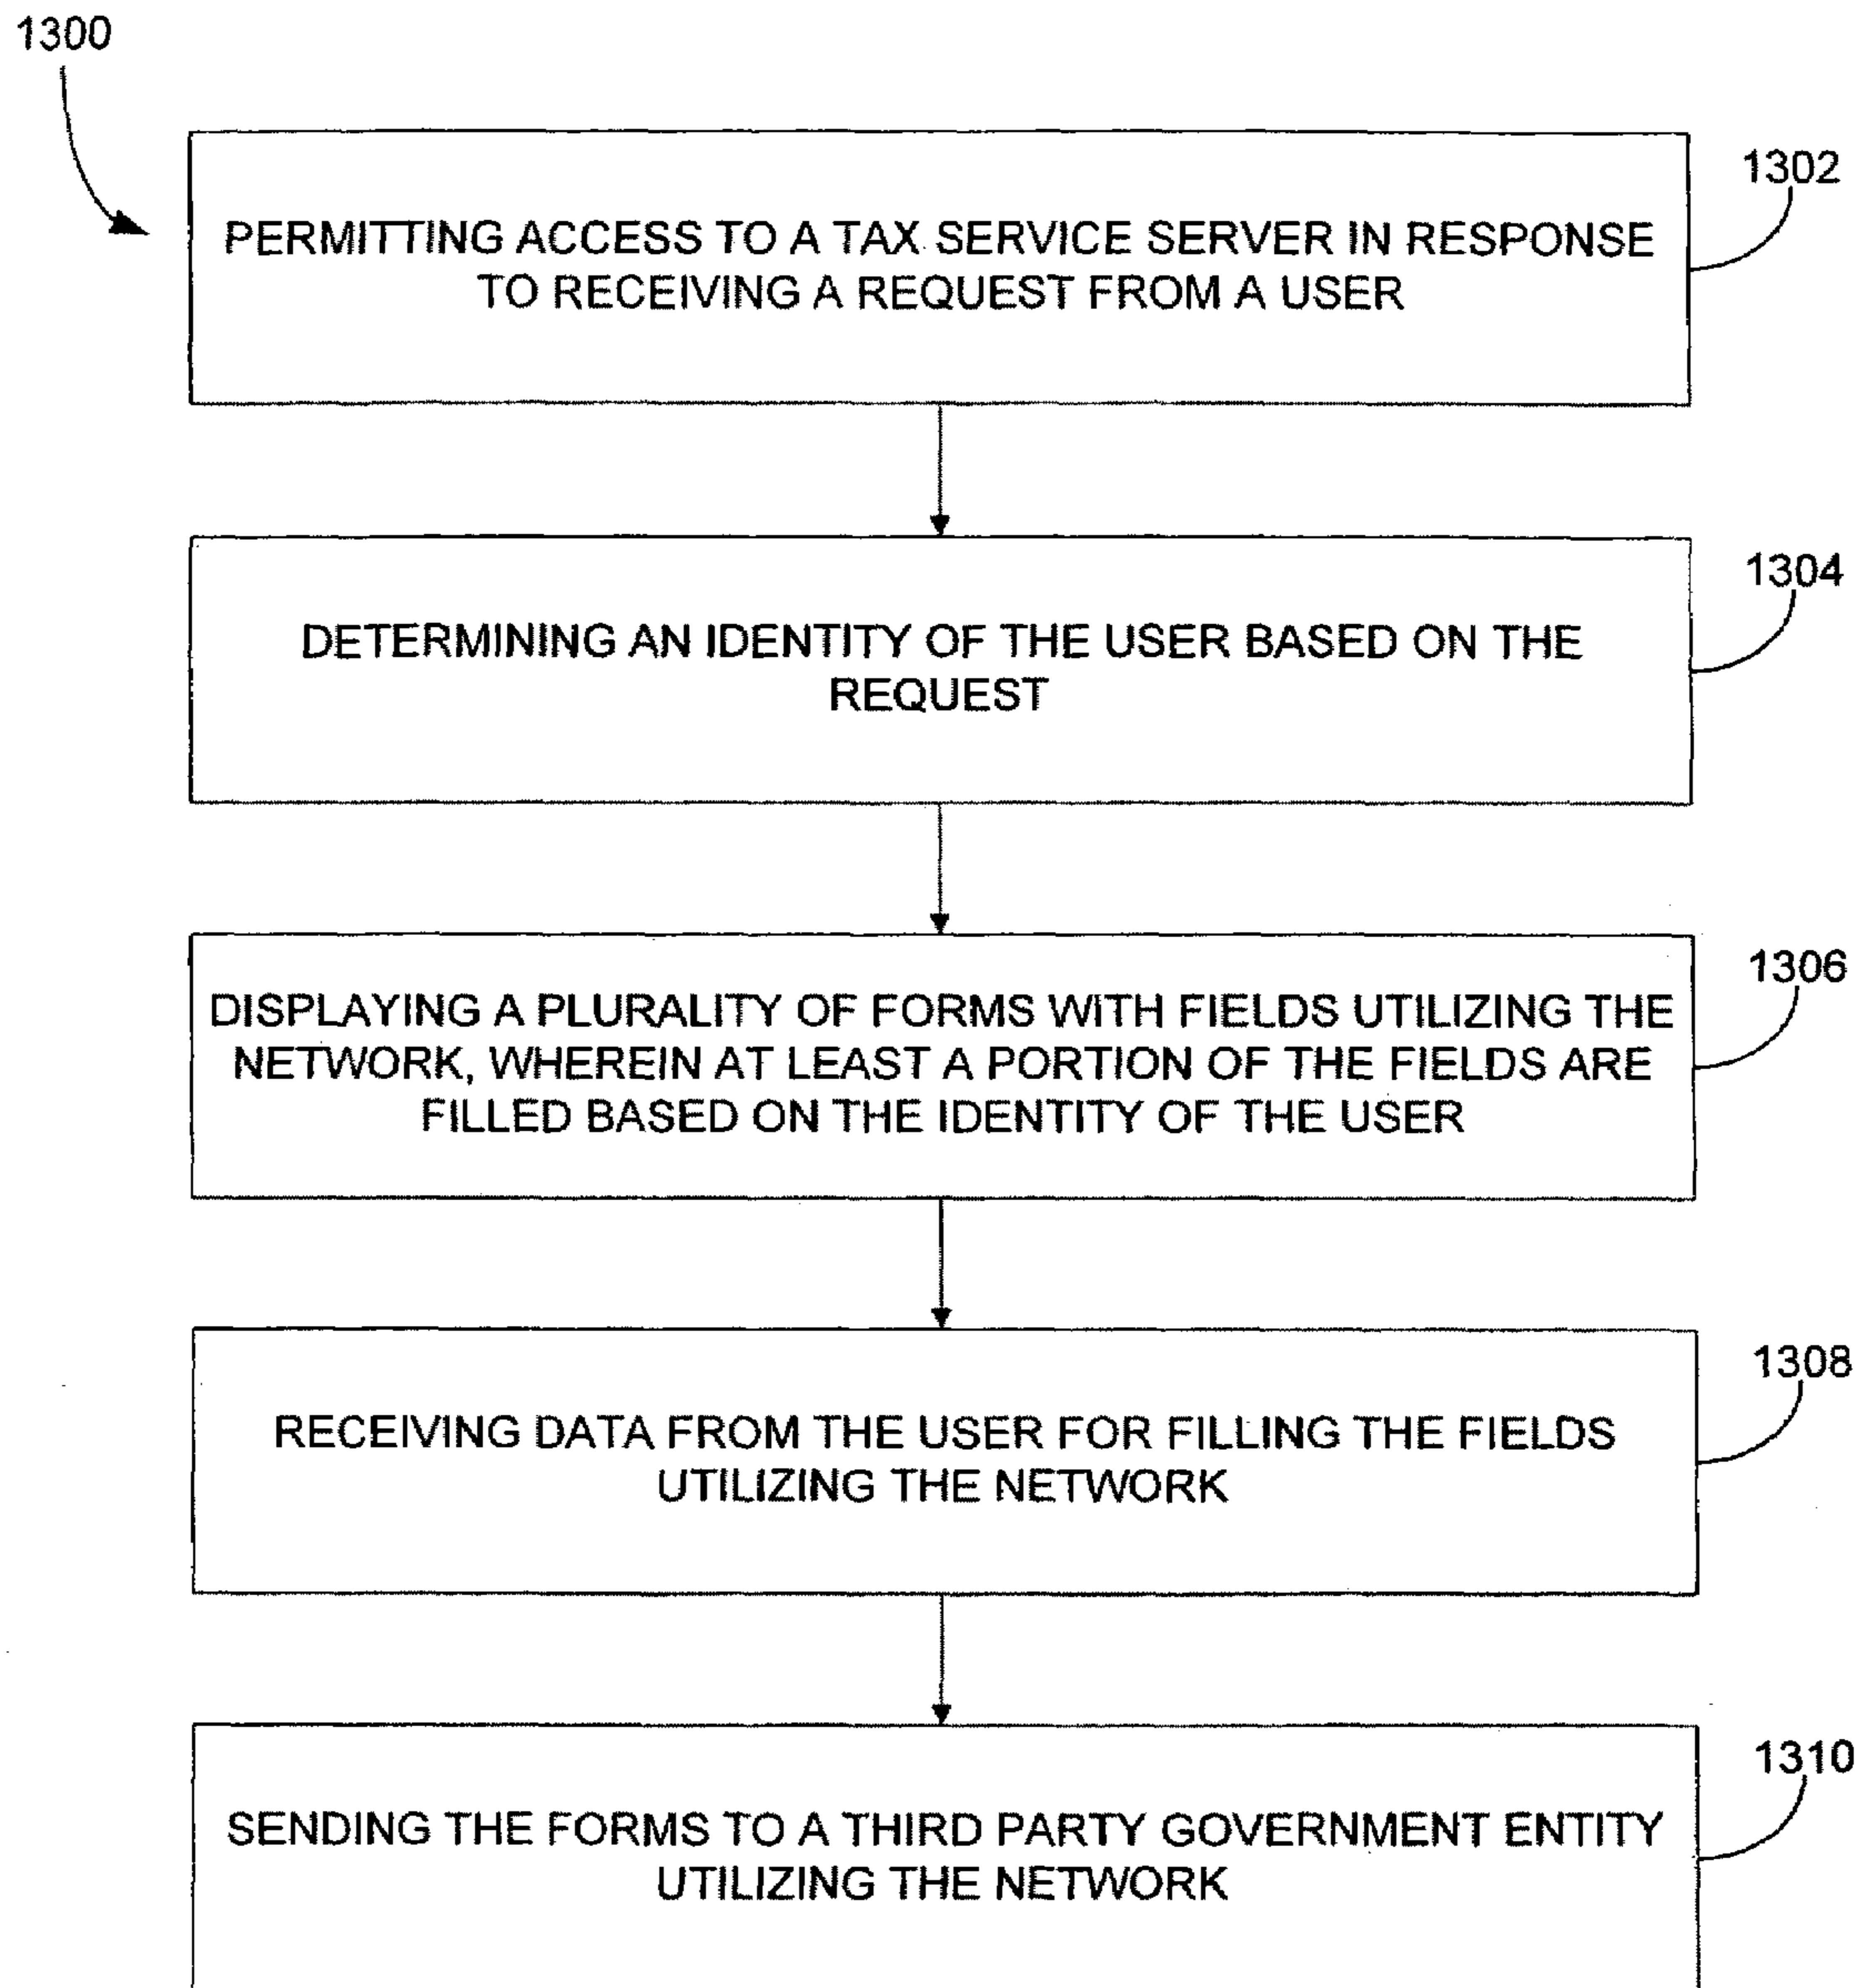 1300
1302
PERMITTING ACCESS TO A TAX SERVICE SERVER IN RESPONSE
TO RECEIVING A REQUEST FROM A USER
1304
DETERMINING AN IDENTITY OF THE USER BASED ON THE
REQUEST
1306
DISPLAYING A PLURALITY OF FORMS WITH FIELDS UTILIZING THE
NETWORK, WHEREIN AT LEAST A PORTION OF THE FIELDS ARE
FILLED BASED ON THE IDENTITY OF THE USER
1308
RECEIVING DATA FROM THE USER FOR FILLING THE FIELDS
UTILIZING THE NETWORK
1310
SENDING THE FORMS TO A THIRD PARTY GOVERNMENT ENTITY
UTILIZING THE NETWORK